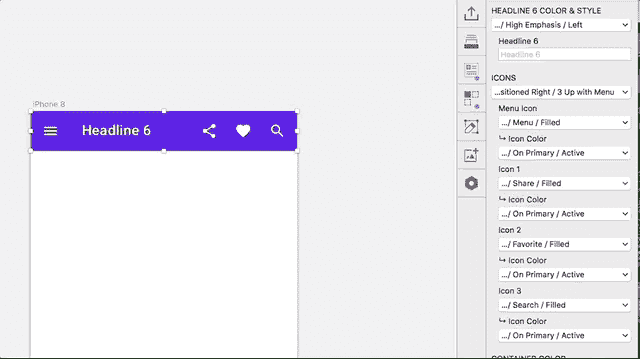 iPhone 8
Headline 6
HEADLINE 6 COLOR & STYLE
.../ High Emphasis / Left
Headline 6
Headline 6
ICONS
...sitioned Right / 3 Up with Menu
Menu Icon
.../ Menu / Filled
↳ Icon Color
.../ On Primary / Active
Icon 1
.../ Share / Filled
↳ Icon Color
.../ On Primary / Active
Icon 2
.../ Favorite / Filled
↳ Icon Color
.../ On Primary / Active
Icon 3
.../ Search / Filled
↳ Icon Color
.../ On Primary / Active
CONTAINER COLOR